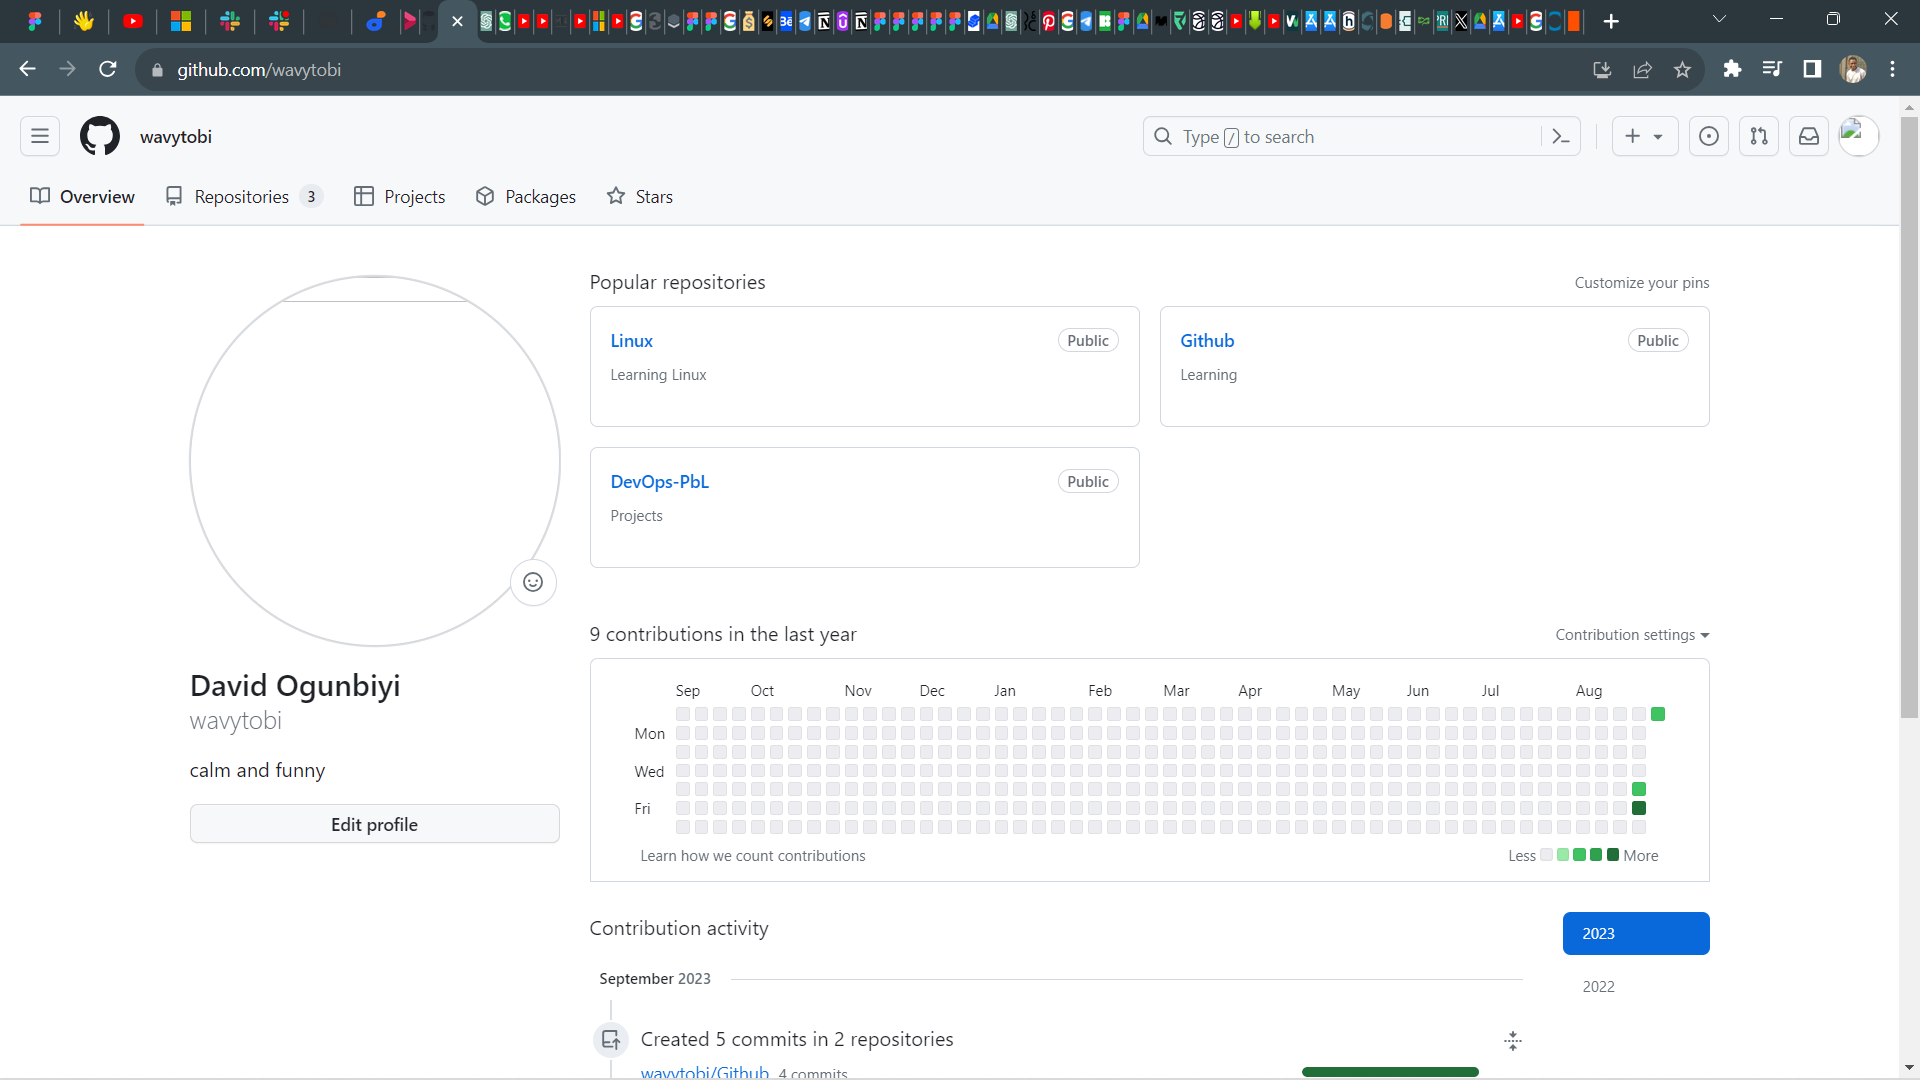 github.com/wavytobi
wavytobi
Type / to search
Overview
Repositories 3
Projects
Packages
Stars
Popular repositories
Customize your pins
Linux
Public
Learning Linux
Github
Public
Learning
DevOps-PbL
Public
Projects
David Ogunbiyi
wavytobi
calm and funny
Edit profile
9 contributions in the last year
Contribution settings
Sep Oct Nov Dec Jan Feb Mar Apr May Jun Jul Aug
Mon
Wed
Fri
Learn how we count contributions
Less
More
Contribution activity
2023
2022
September 2023
Created 5 commits in 2 repositories
wavytobi/Github 4 commits